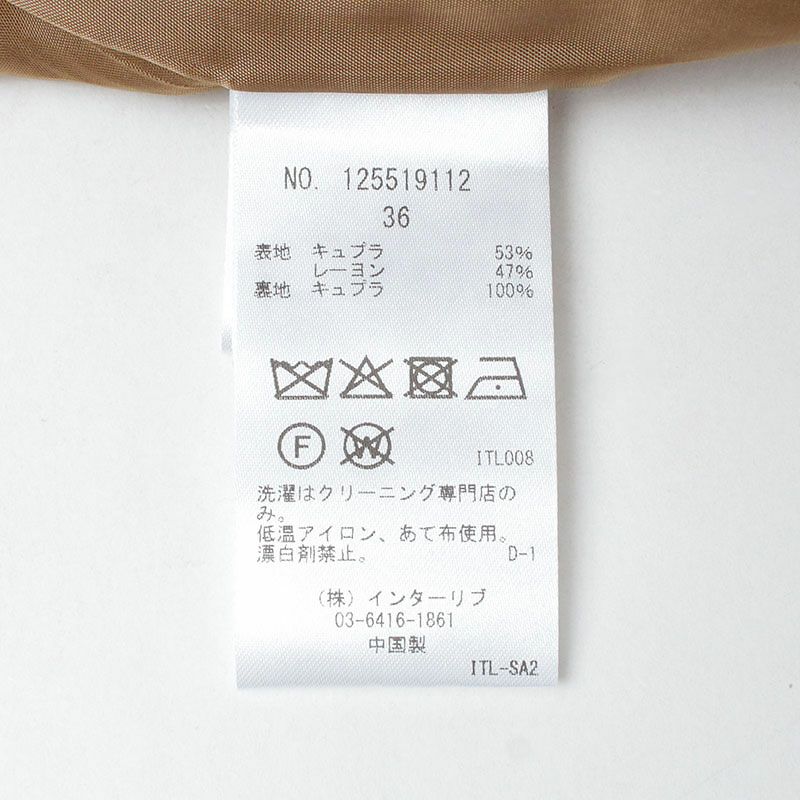 NO. 125519112
36
表地 キュプラ 53%
レーヨン 47%
裏地 キュプラ 100%
F W ITL008
洗濯はクリーニング専門店の
み。
低温アイロン、あて布使用。
漂白剤禁止。 D-1
(株)インターリブ
03-6416-1861
中国製
ITL-SA2